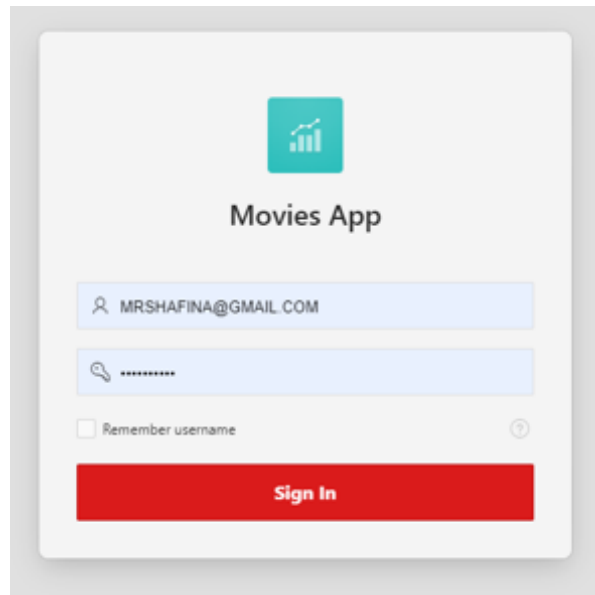 Movies App
MRSHAFINA@GMAIL.COM
••••••••••
Remember username
?
Sign In